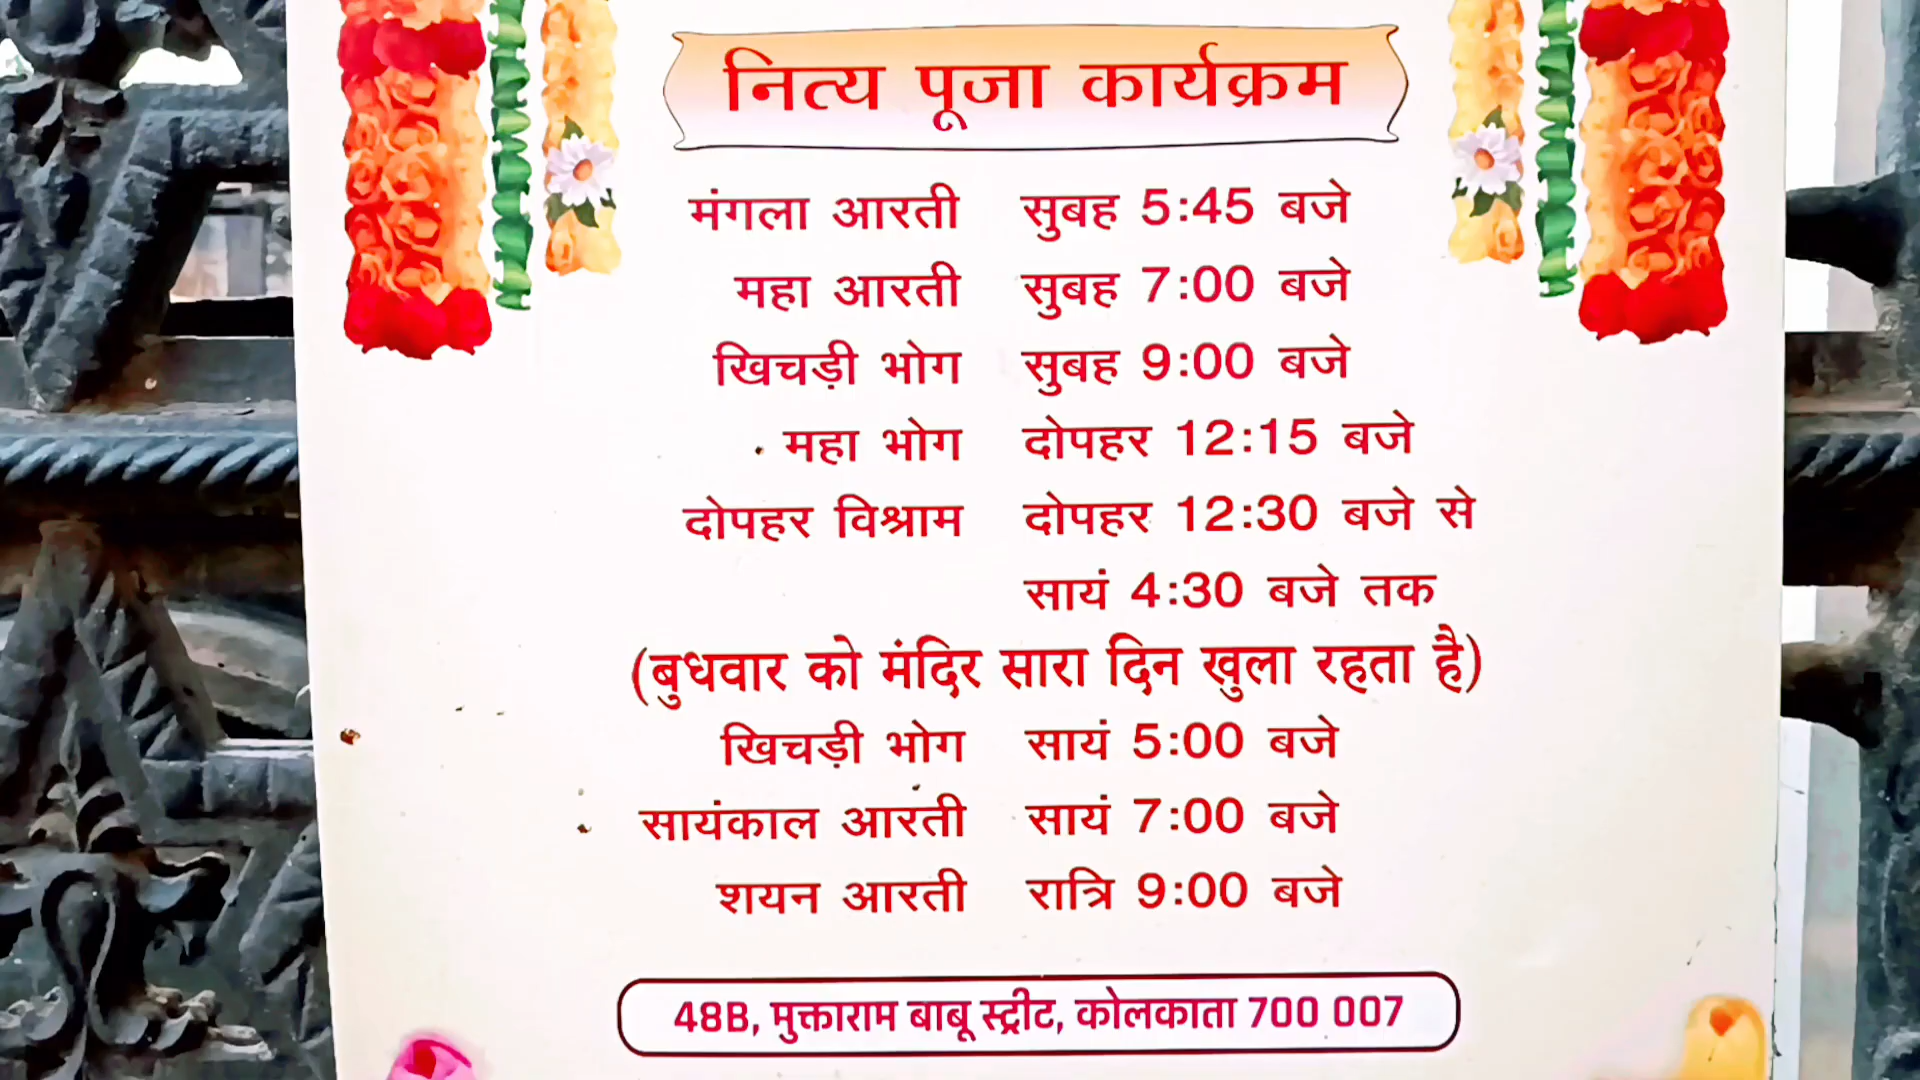 नित्य पूजा कार्यक्रम
मंगला आरती सुबह 5:45 बजे
महा आरती सुबह 7:00 बजे
खिचड़ी भोग सुबह 9:00 बजे
महा भोग दोपहर 12:15 बजे
दोपहर विश्राम दोपहर 12:30 बजे से
सायं 4:30 बजे तक
(बुधवार को मंदिर सारा दिन खुला रहता है)
खिचड़ी भोग सायं 5:00 बजे
सायंकाल आरती सायं 7:00 बजे
शयन आरती रात्रि 9:00 बजे
48B, मुक्ताराम बाबू स्ट्रीट, कोलकाता 700 007